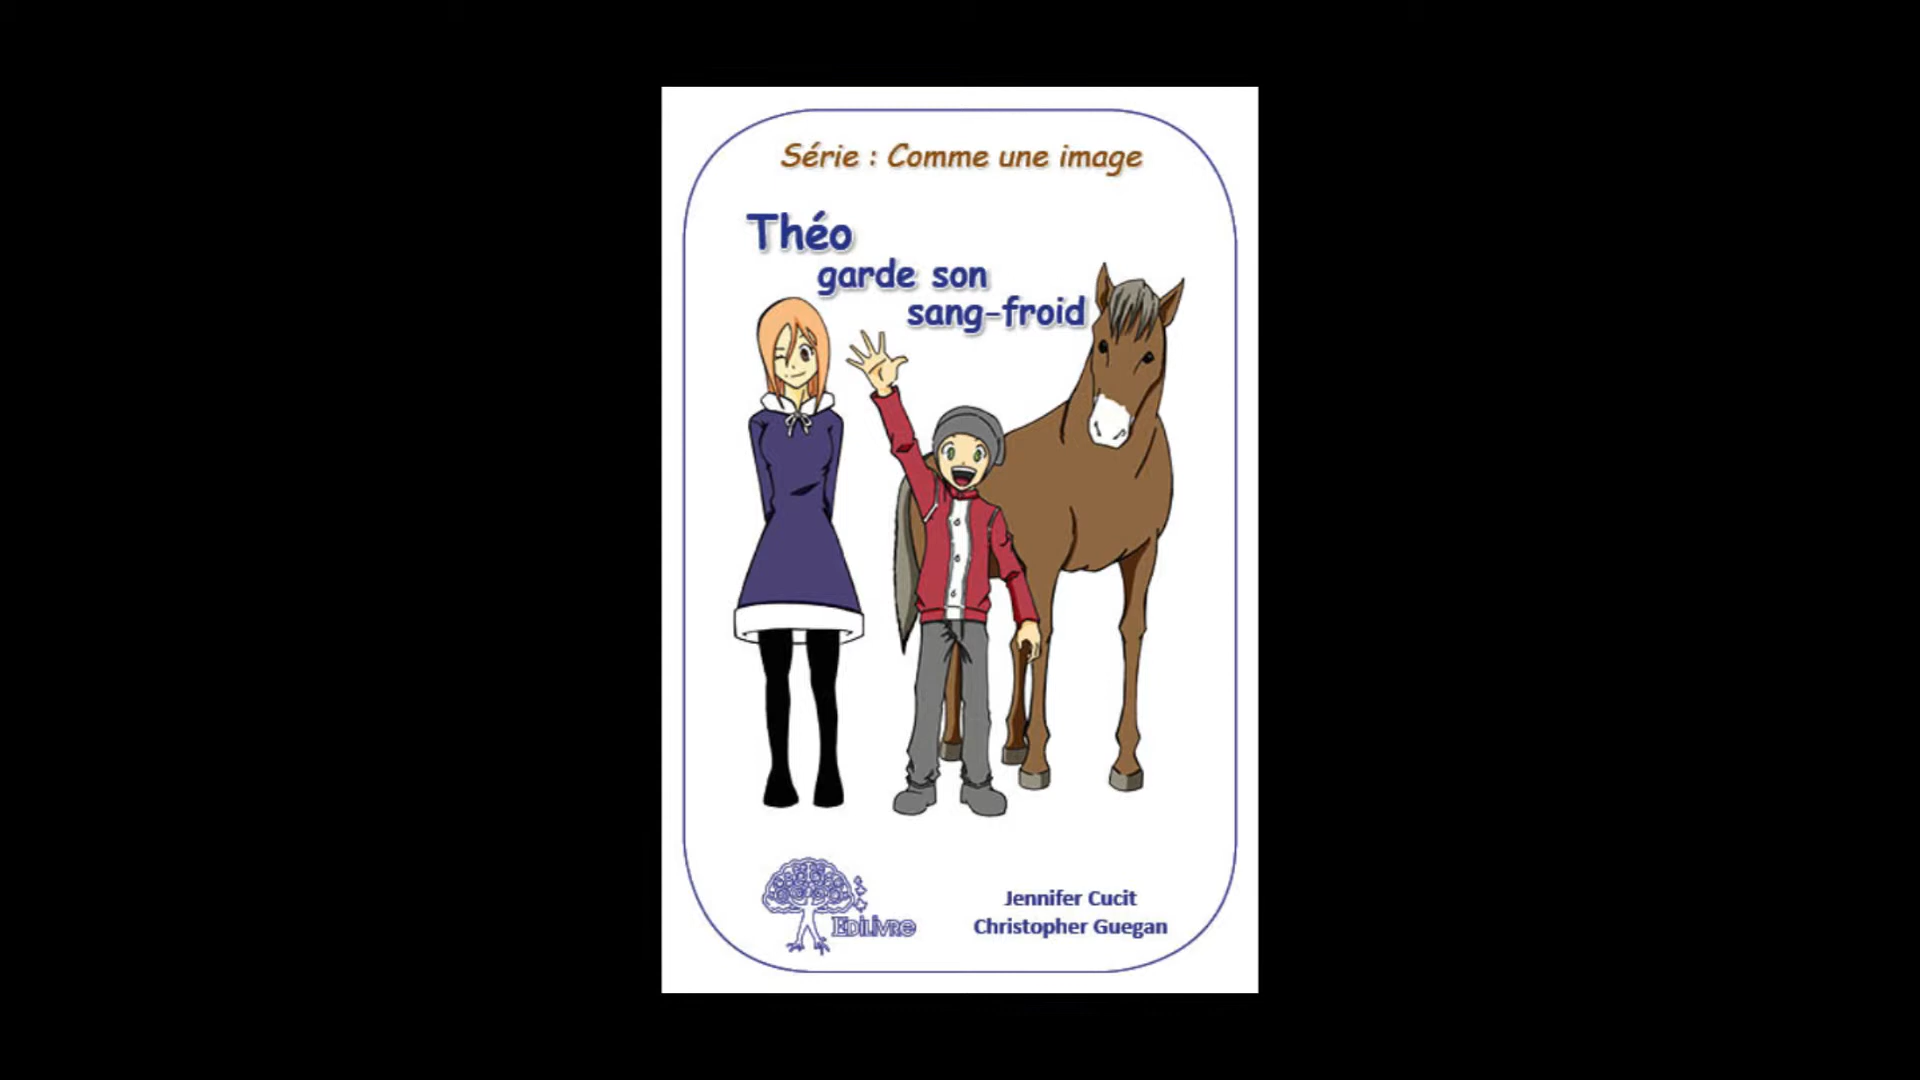 Série : Comme une image
Théo
garde son
sang-froid
EDILIVRE
Jennifer Cucit
Christopher Guegan